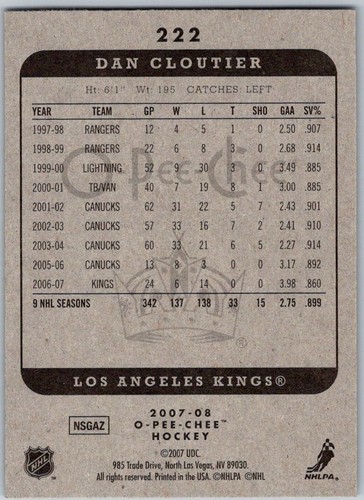 222
DAN CLOUTIER
Ht: 6'1" Wt: 195 CATCHES: LEFT
YEAR TEAM GP W L T SHO GAA SV%
1997-98 RANGERS 12 4 5 1 0 2.50 .907
1998-99 RANGERS 22 6 8 3 0 2.68 .914
1999-00 LIGHTNING 52 9 30 3 0 3.49 .885
2000-01 TB/VAN 40 7 19 8 1 3.00 .885
2001-02 CANUCKS 62 31 22 5 7 2.43 .901
2002-03 CANUCKS 57 33 16 7 2 2.41 .910
2003-04 CANUCKS 60 33 21 6 5 2.27 .914
2005-06 CANUCKS 13 8 3 0 3.17 .892
2006-07 KINGS 24 6 14 0 3.98 .860
9 NHL SEASONS 342 137 138 33 15 2.75 .899
O-Pee-Chee
®
LOS ANGELES KINGS®
2007-08
NSGAZ O-PEE-CHEE™
HOCKEY
©2007 UDC.
985 Trade Drive, North Las Vegas, NV 89030.
All rights reserved. Printed in the USA. ©NHLPA ©NHL
NHL
NHLPA